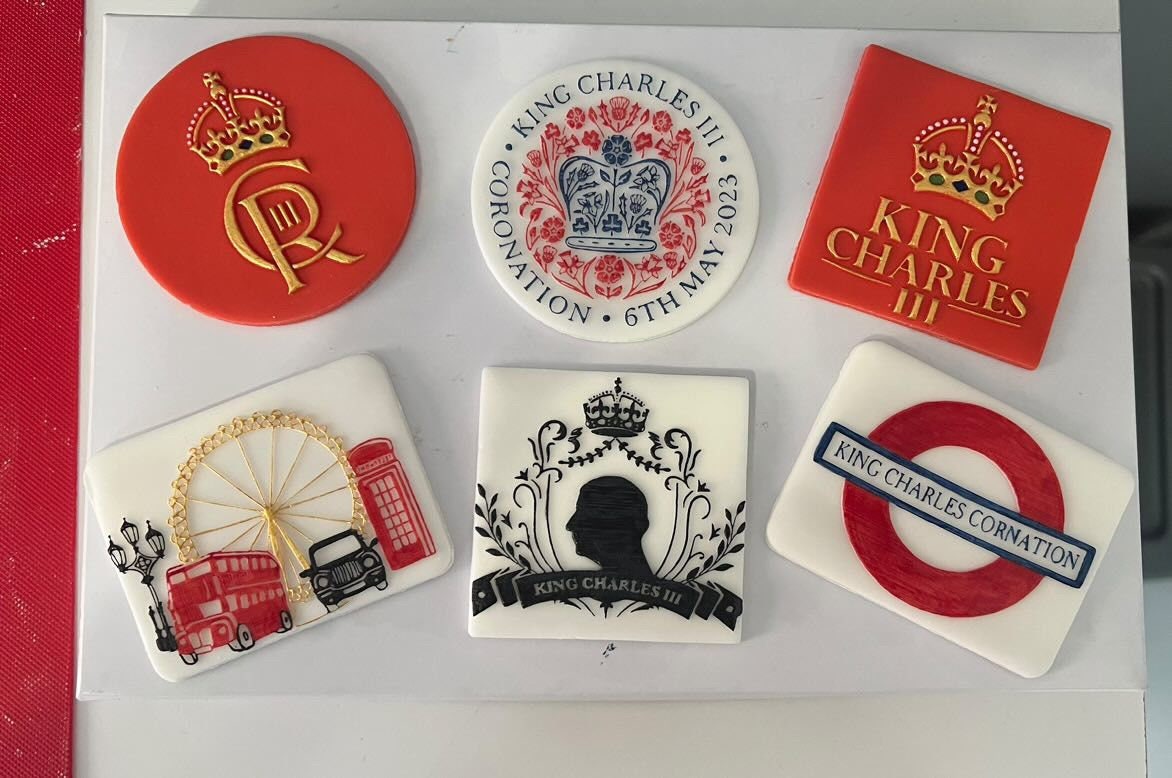 CR
III
• KING CHARLES III •
CORONATION • 6TH MAY 2023
KING
CHARLES
III
KING CHARLES III
KING CHARLES CORNATION